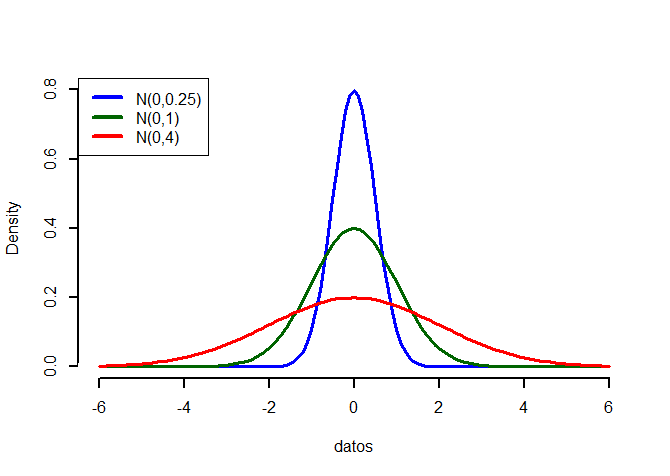 N(0,0.25)
N(0,1)
N(0,4)
Density
0.8
0.6
0.4
0.2
0.0
-6 -4 -2 0 2 4 6
datos